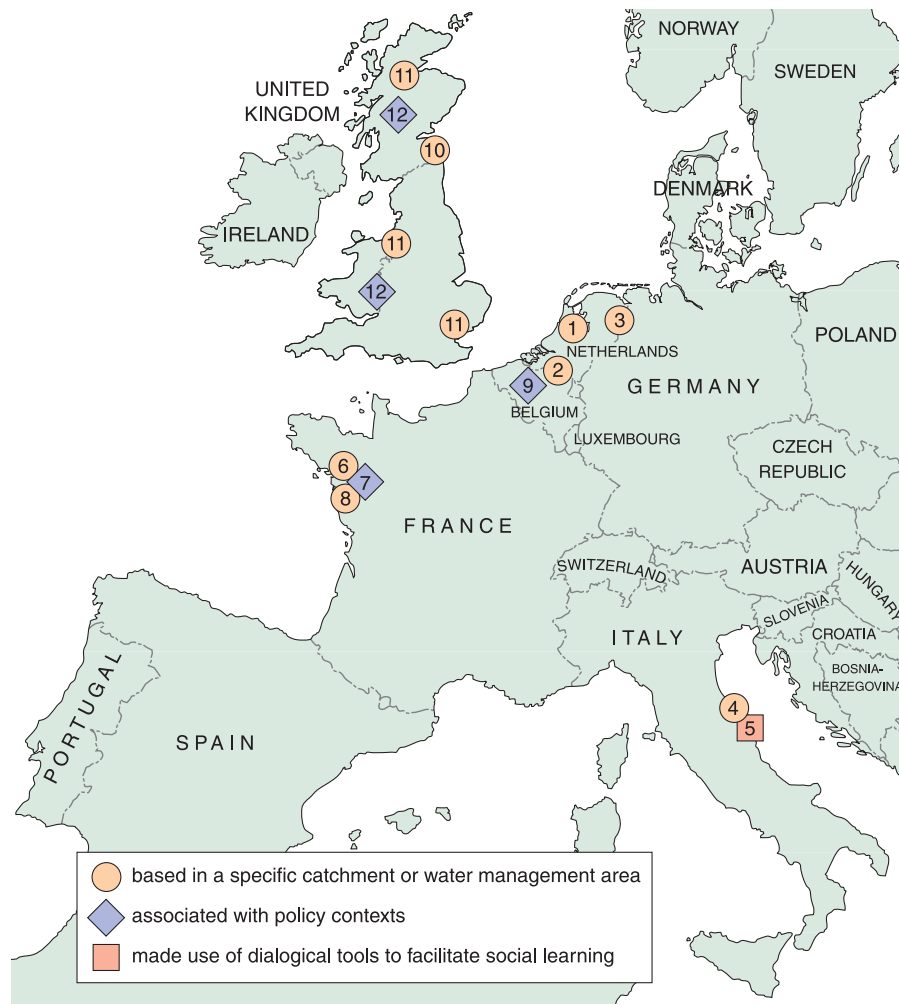 NORWAY
SWEDEN
UNITED
KINGDOM
11
12
10
DENMARK
IRELAND
11
12
11
1
3
NETHERLANDS
POLAND
2
9
GERMANY
BELGIUM
LUXEMBOURG
CZECH
REPUBLIC
6
7
8
FRANCE
SWITZERLAND
AUSTRIA
HUNGARY
SLOVENIA
CROATIA
ITALY
BOSNIA-
HERZEGOVINA
4
5
PORTUGAL
SPAIN
based in a specific catchment or water management area
associated with policy contexts
made use of dialogical tools to facilitate social learning